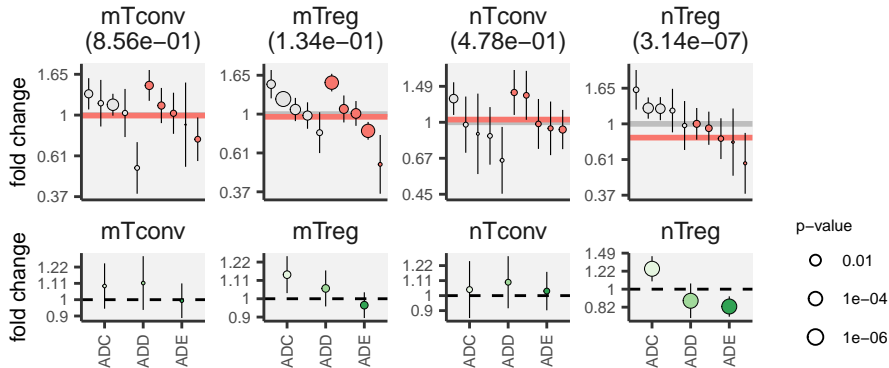 mTconv
(8.56e−01)
mTreg
(1.34e−01)
nTconv
(4.78e−01)
nTreg
(3.14e−07)
fold change
1.65
1
0.61
0.37
1.65
1
0.61
0.37
1.49
1
0.67
0.45
1.65
1
0.61
0.37
mTconv
mTreg
nTconv
nTreg
fold change
1.22
1.11
1
0.9
1.22
1.11
1
0.9
1.22
1.11
1
0.9
1.49
1.22
1
0.82
ADC
ADD
ADE
ADC
ADD
ADE
ADC
ADD
ADE
ADC
ADD
ADE
p−value
0.01
1e−04
1e−06